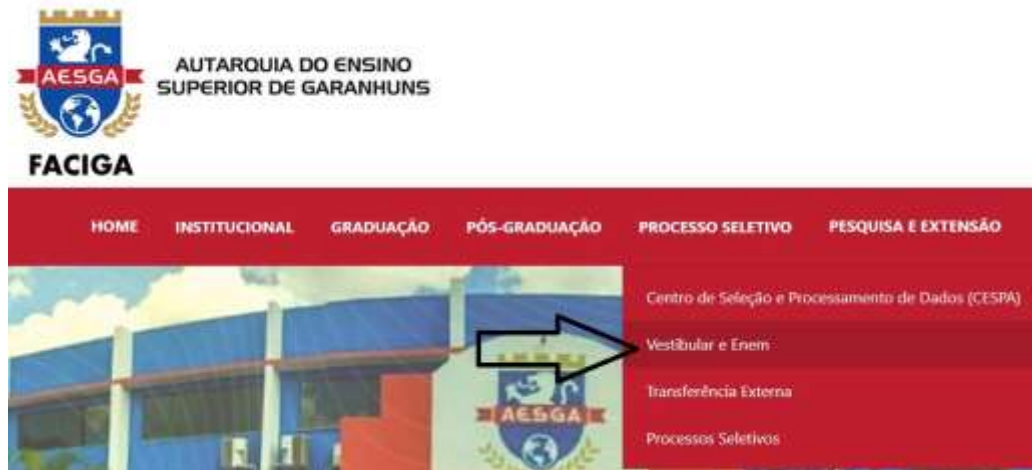 AESGA
AUTARQUIA DO ENSINO
SUPERIOR DE GARANHUNS
FACIGA
HOME INSTITUCIONAL GRADUAÇÃO PÓS-GRADUAÇÃO PROCESSO SELETIVO PESQUISA E EXTENSÃO
Centro de Seleção e Processamento de Dados (CESPA)
Vestibular e Enem
Transferência Externa
Processos Seletivos
AESGA